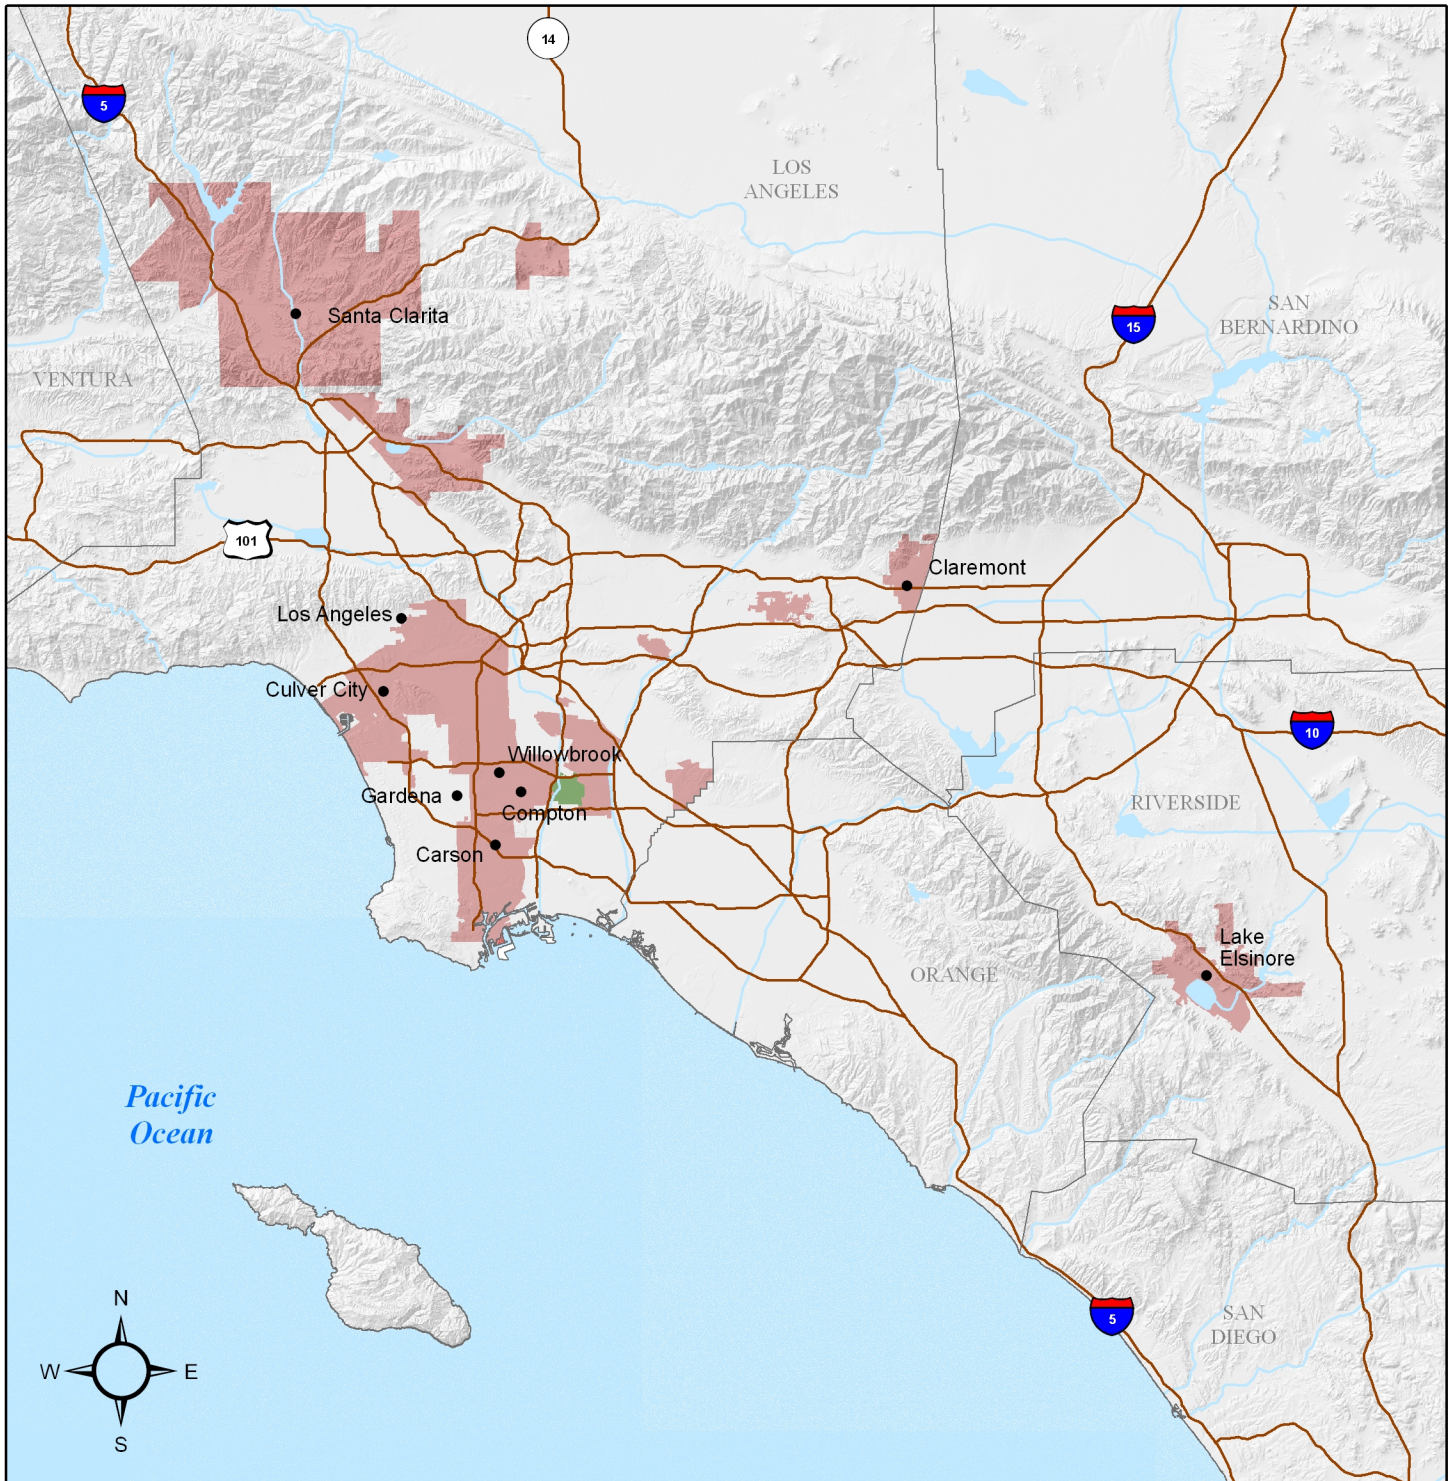 14
5
LOS
ANGELES
SAN
BERNARDINO
Santa Clarita
15
VENTURA
101
Claremont
Los Angeles
Culver City
10
Willowbrook
Gardena
RIVERSIDE
Compton
Carson
Lake
Elsinore
ORANGE
Pacific
Ocean
N
W
E
S
5
SAN
DIEGO